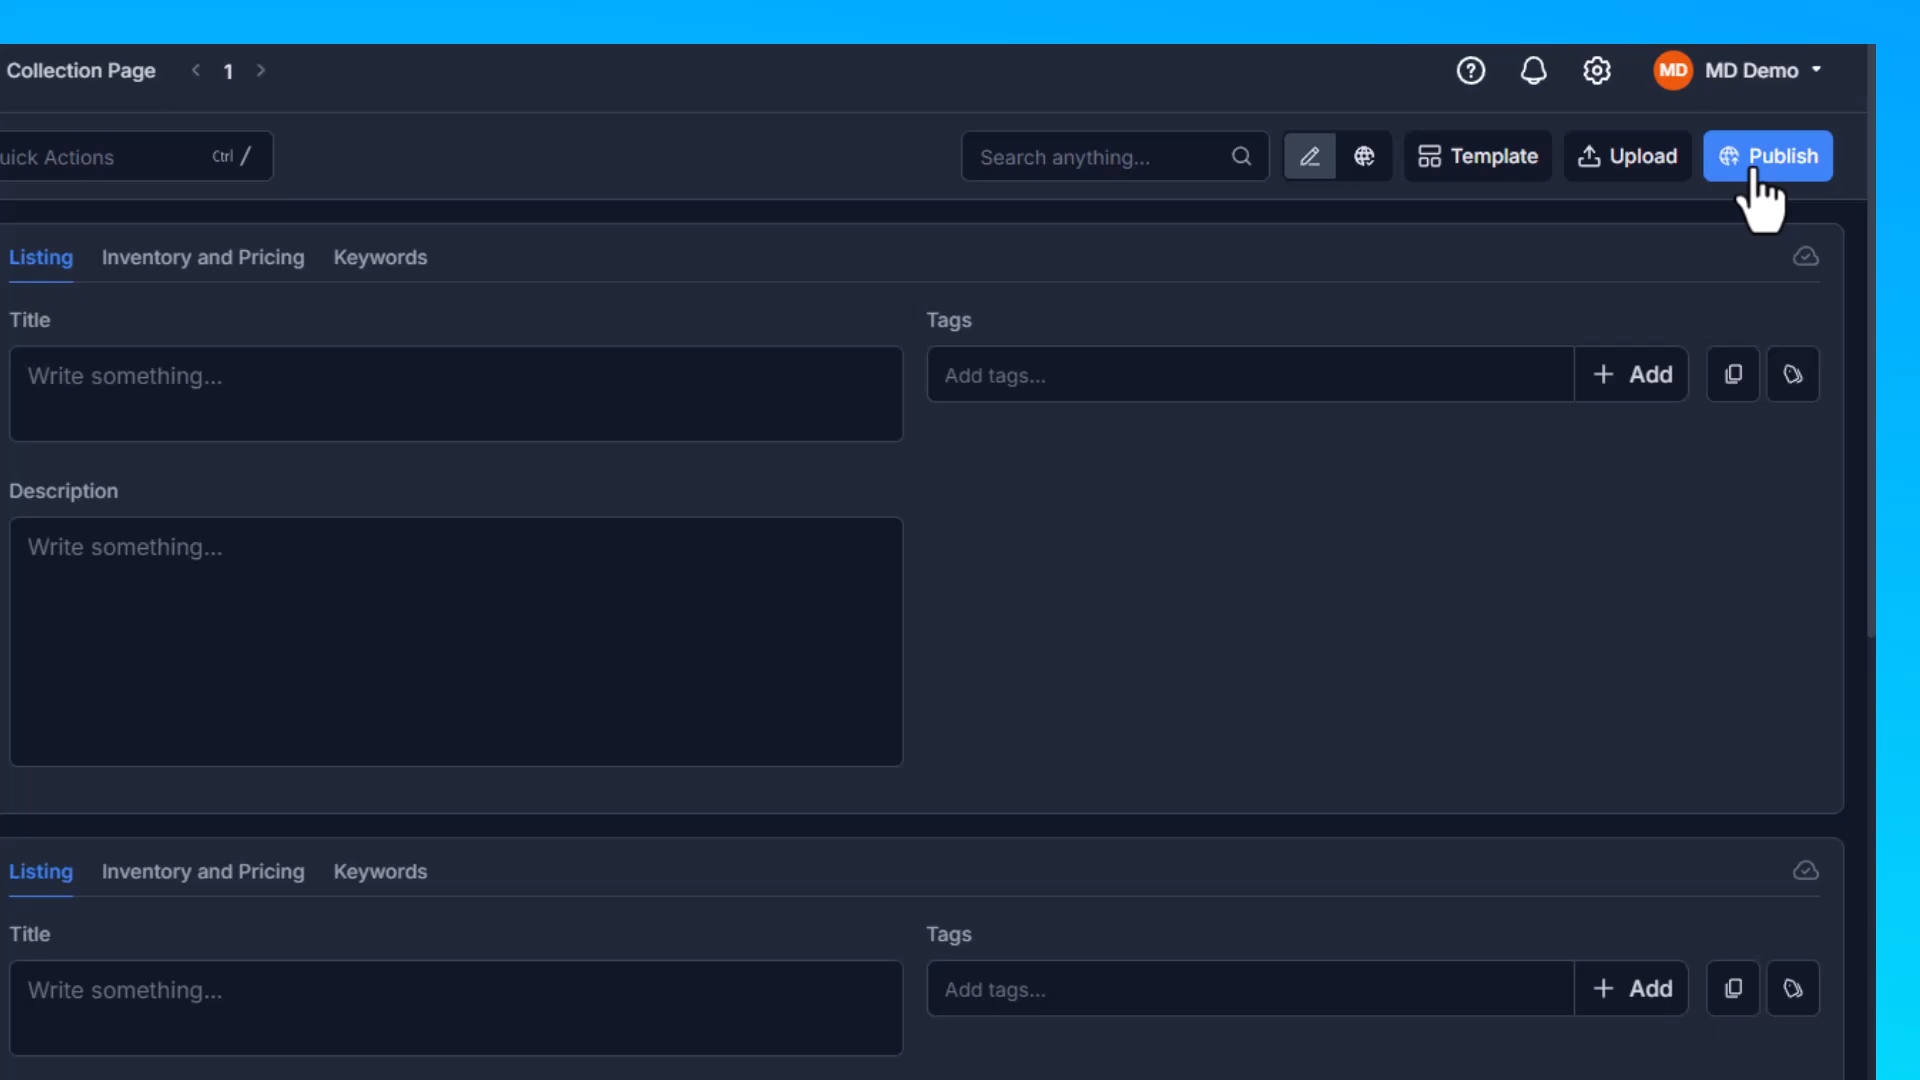 Collection Page < 1 >
MD MD Demo
uick Actions Ctrl /
Search anything...
Template
Upload
Publish
Listing Inventory and Pricing Keywords
Title
Tags
Write something...
Add tags...
+ Add
Description
Write something...
Listing Inventory and Pricing Keywords
Title
Tags
Write something...
Add tags...
+ Add